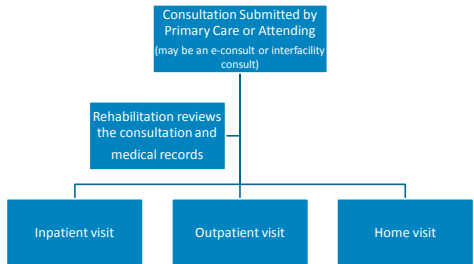 Consultation Submitted by
Primary Care or Attending
(may be an e-consult or interfacility
consult)
Rehabilitation reviews
the consultation and
medical records
Inpatient visit
Outpatient visit
Home visit